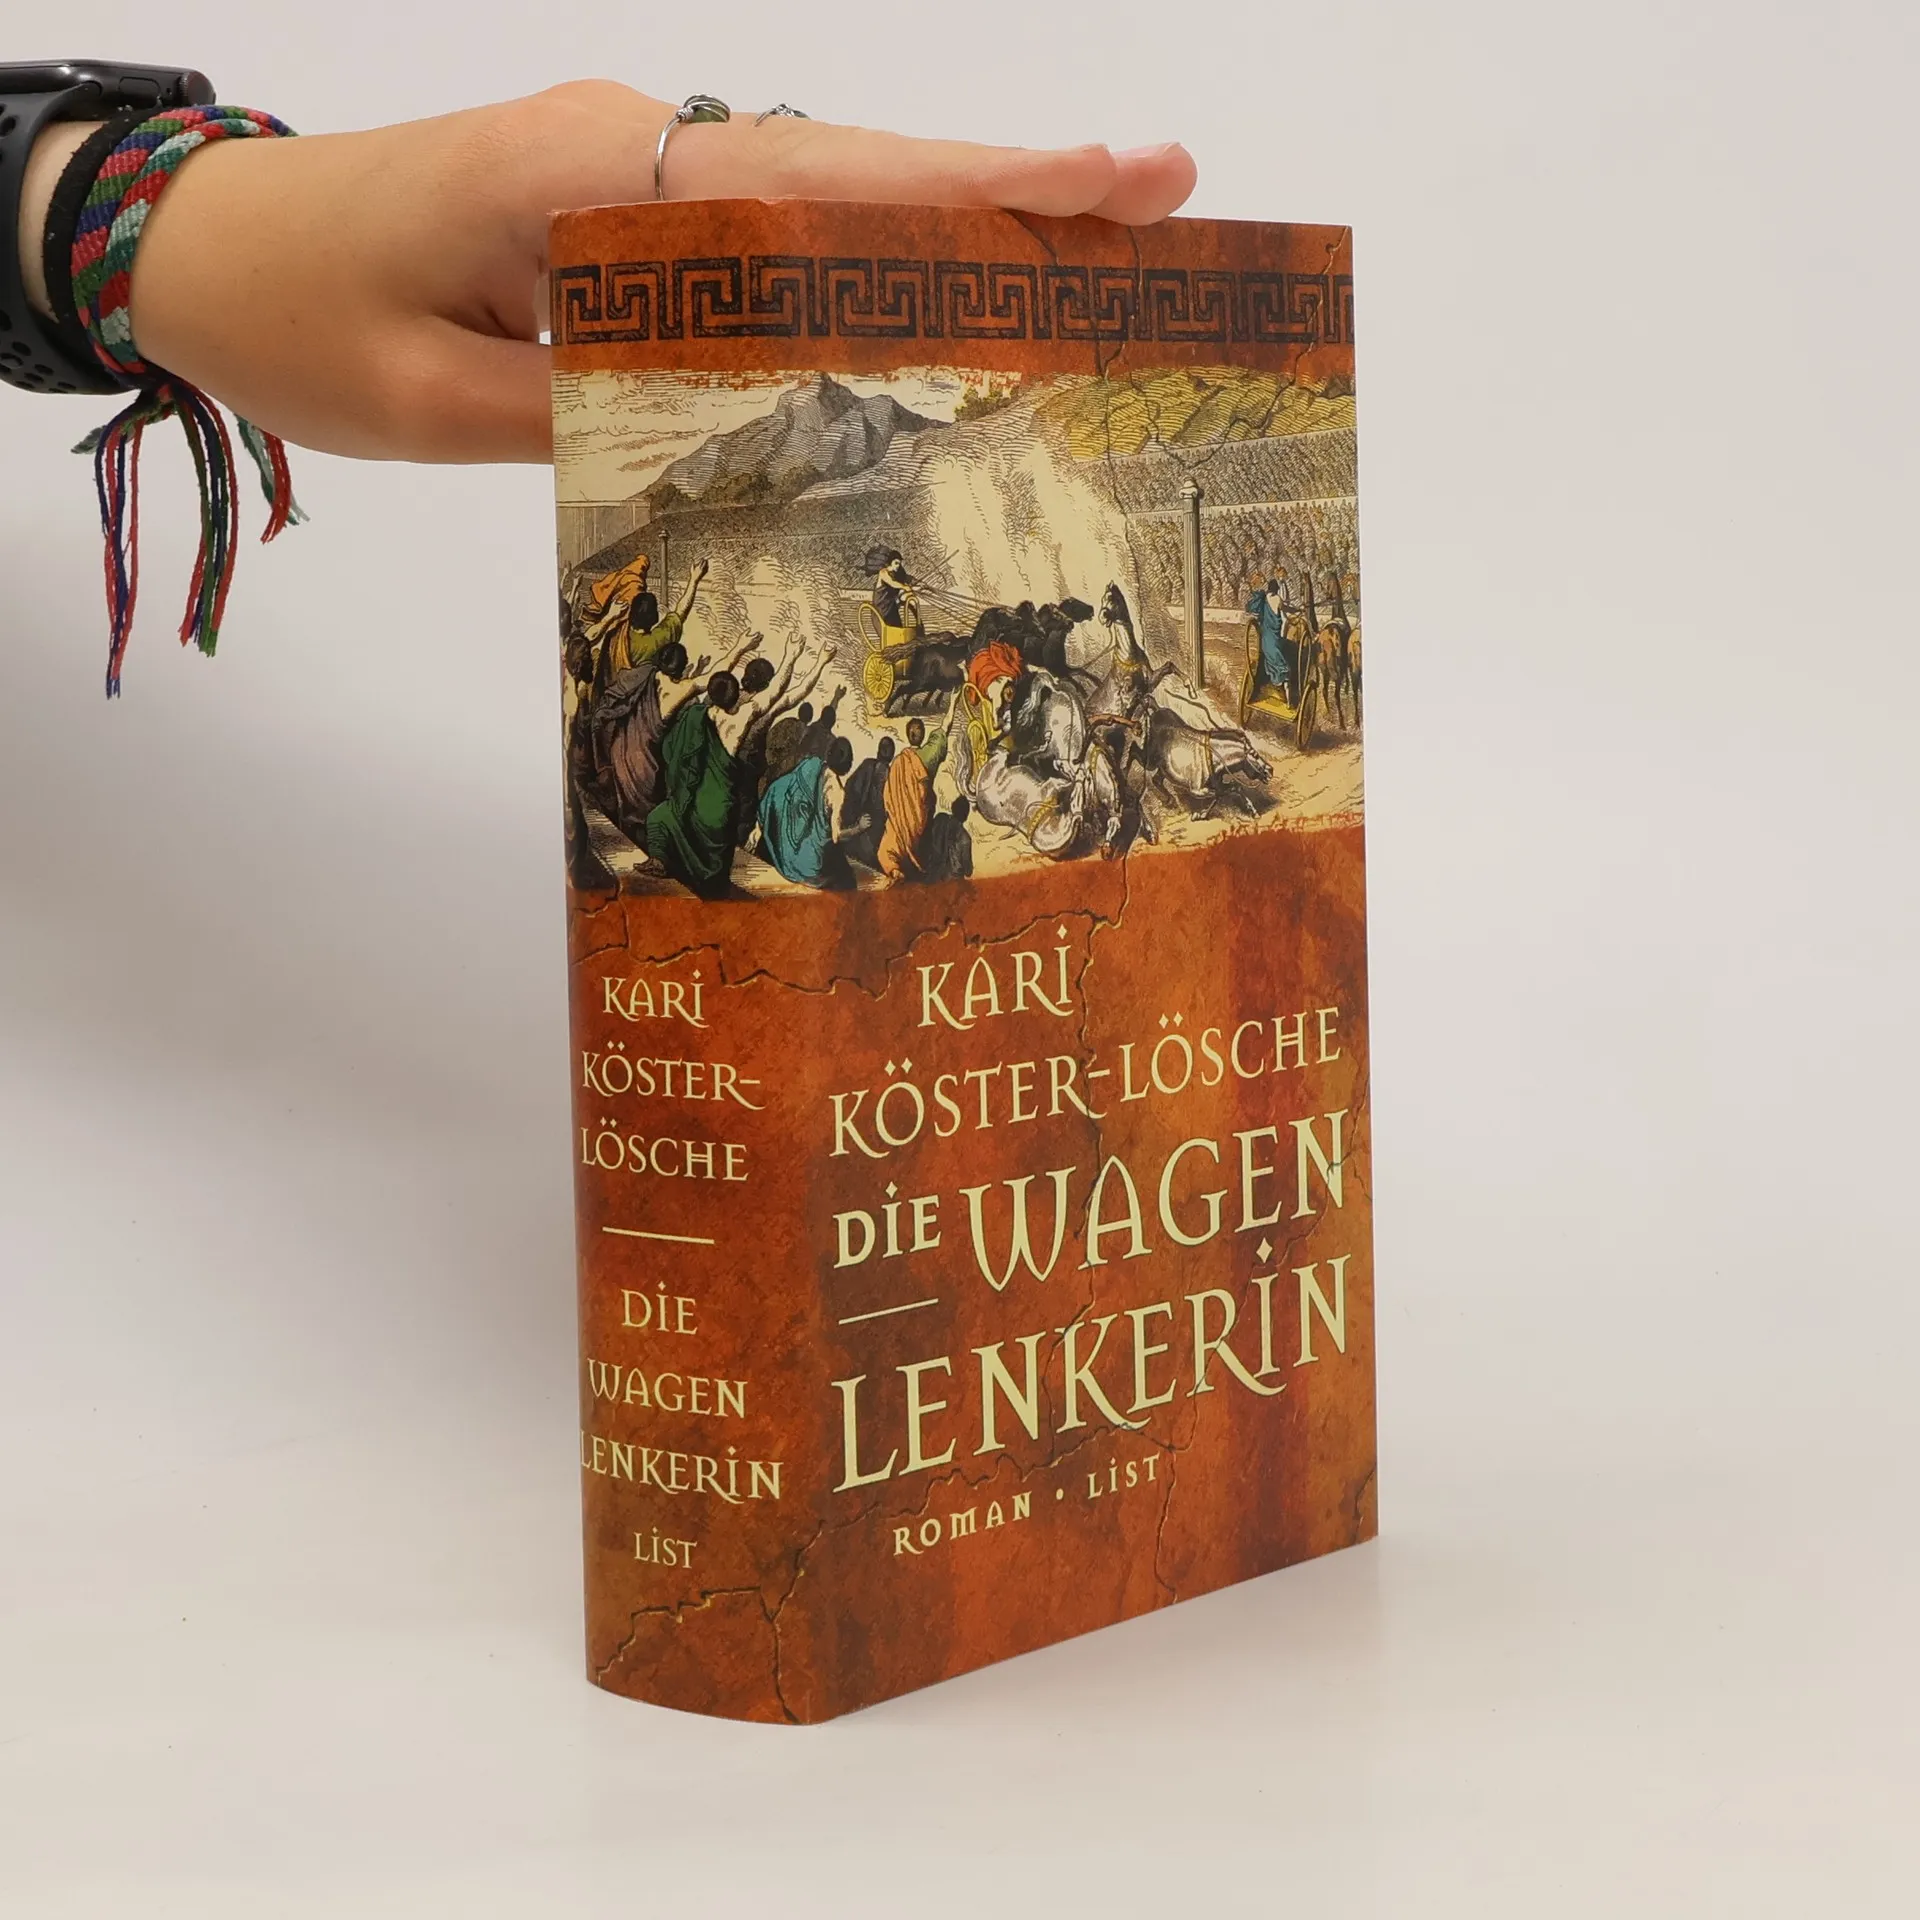 KARI
KÖSTER-
LÖSCHE
DIE
WAGEN
LENKERIN
LIST
KARI
KÖSTER-LÖSCHE
DIE WAGEN
LENKERIN
ROMAN • LIST